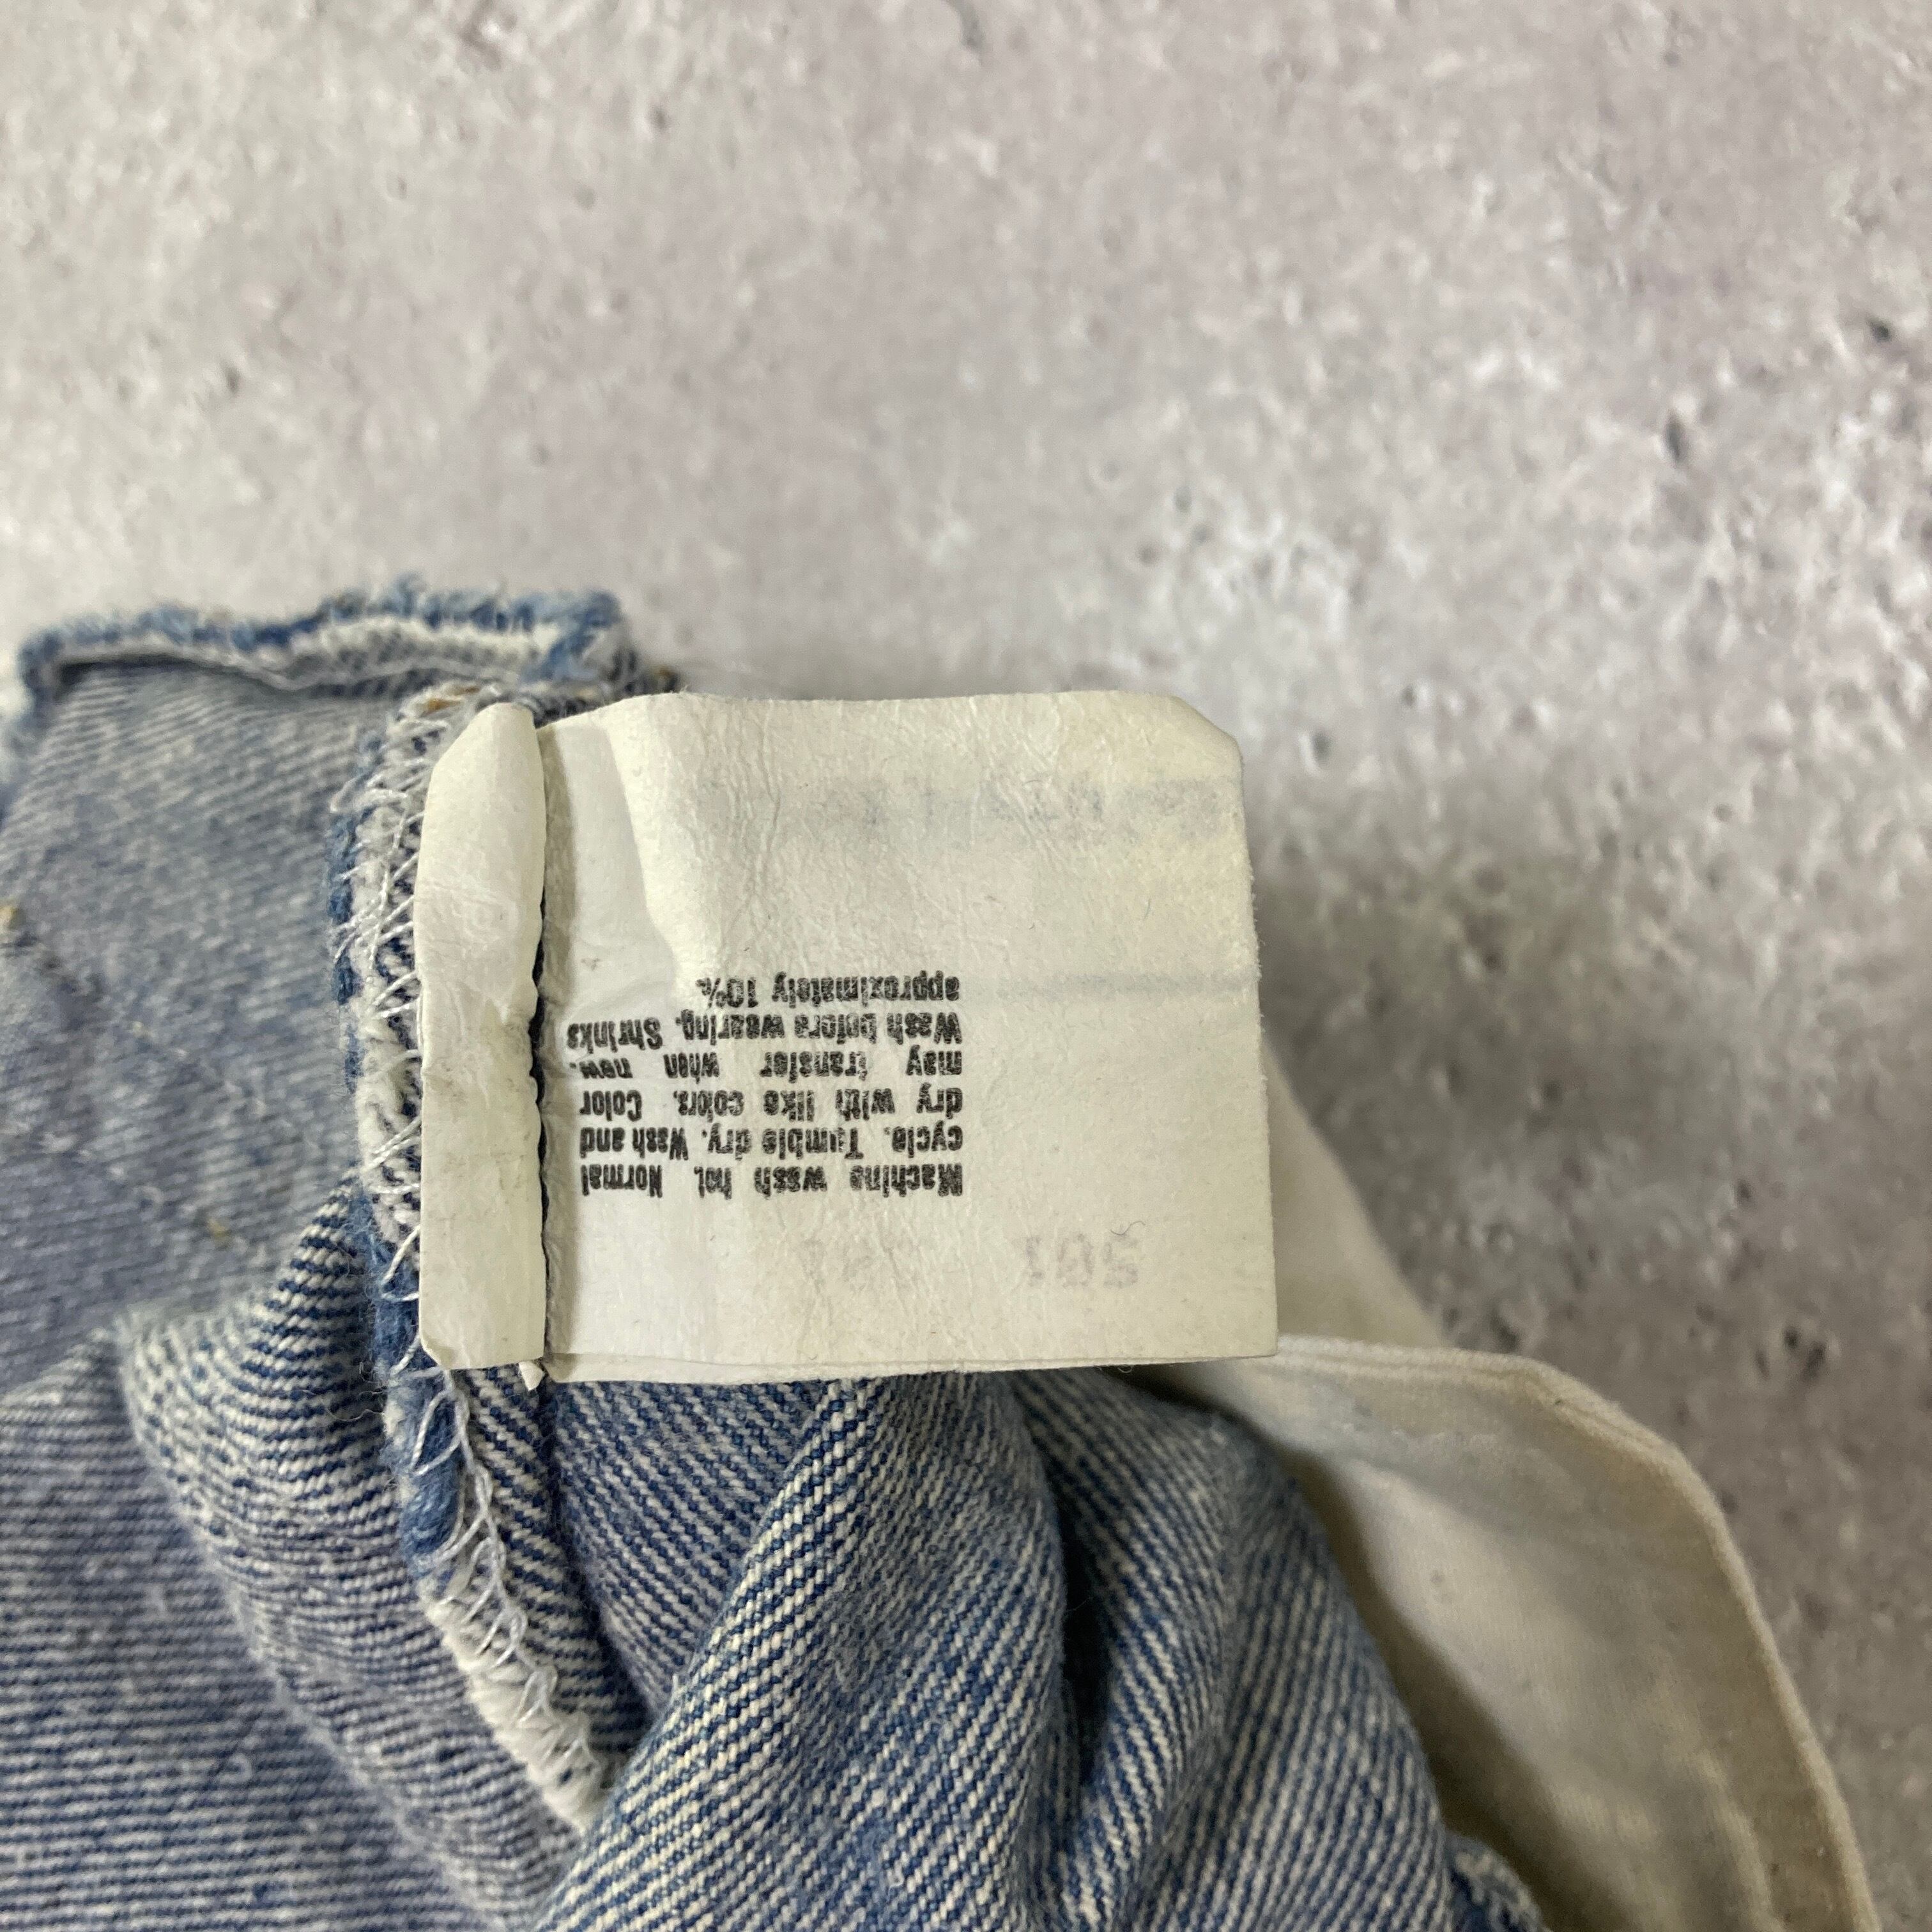 Machine wash hot. Normal
cycle. Tumble dry. Wash and
dry with like colors. Color
may transfer when new.
Wash before wearing. Shrinks
approximately 10%.
501